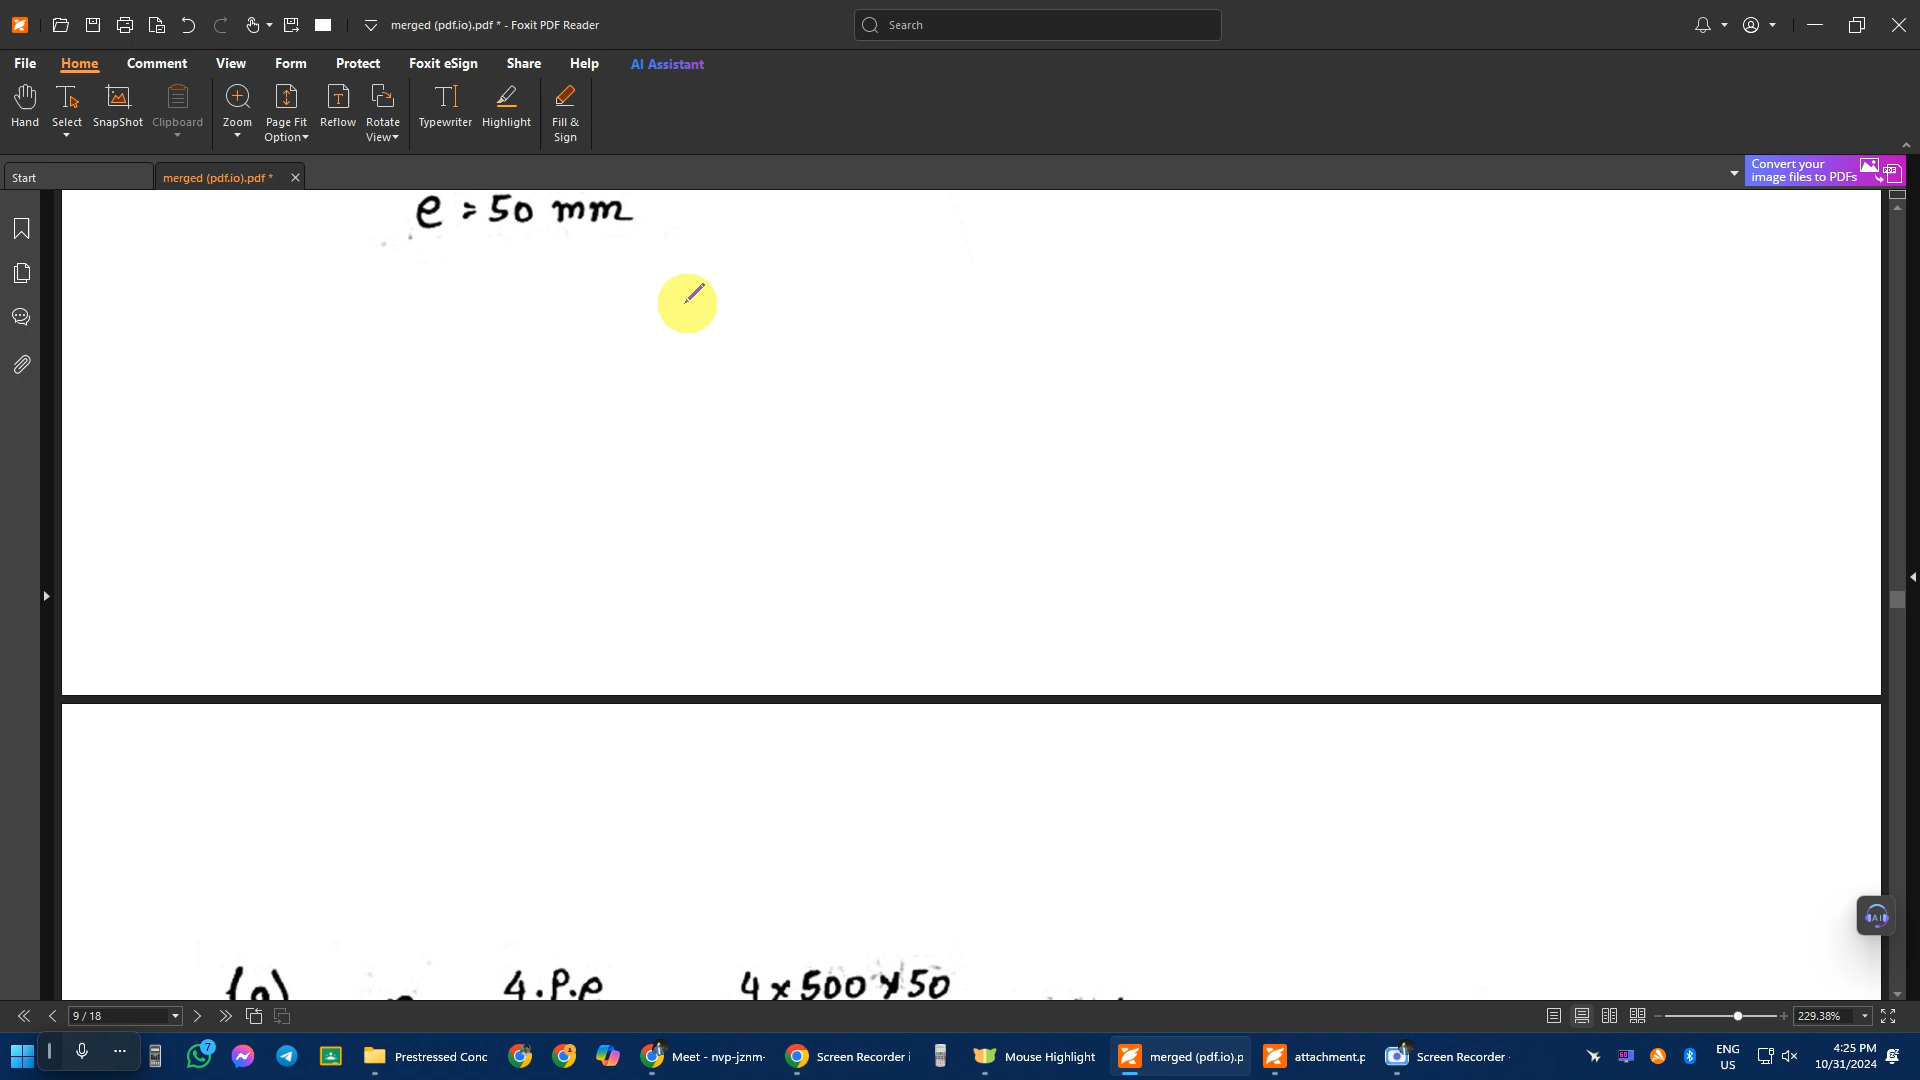 merged (pdf.io).pdf * - Foxit PDF Reader
Search
File Home Comment View Form Protect Foxit eSign Share Help AI Assistant
Hand Select SnapShot Clipboard Zoom Page Fit Option Reflow Rotate View Typewriter Highlight Fill & Sign
Start
merged (pdf.io).pdf *
Convert your
image files to PDFs
PDF
e = 50 mm
4.P.e
4 x 500 x 50
AI
9 / 18
229.38%
7
Prestressed Conc
Meet - nvp-jznm-
Screen Recorder i
Mouse Highlight
merged (pdf.io).p
attachment.p
Screen Recorder
60
ENG
US
4:25 PM
10/31/2024